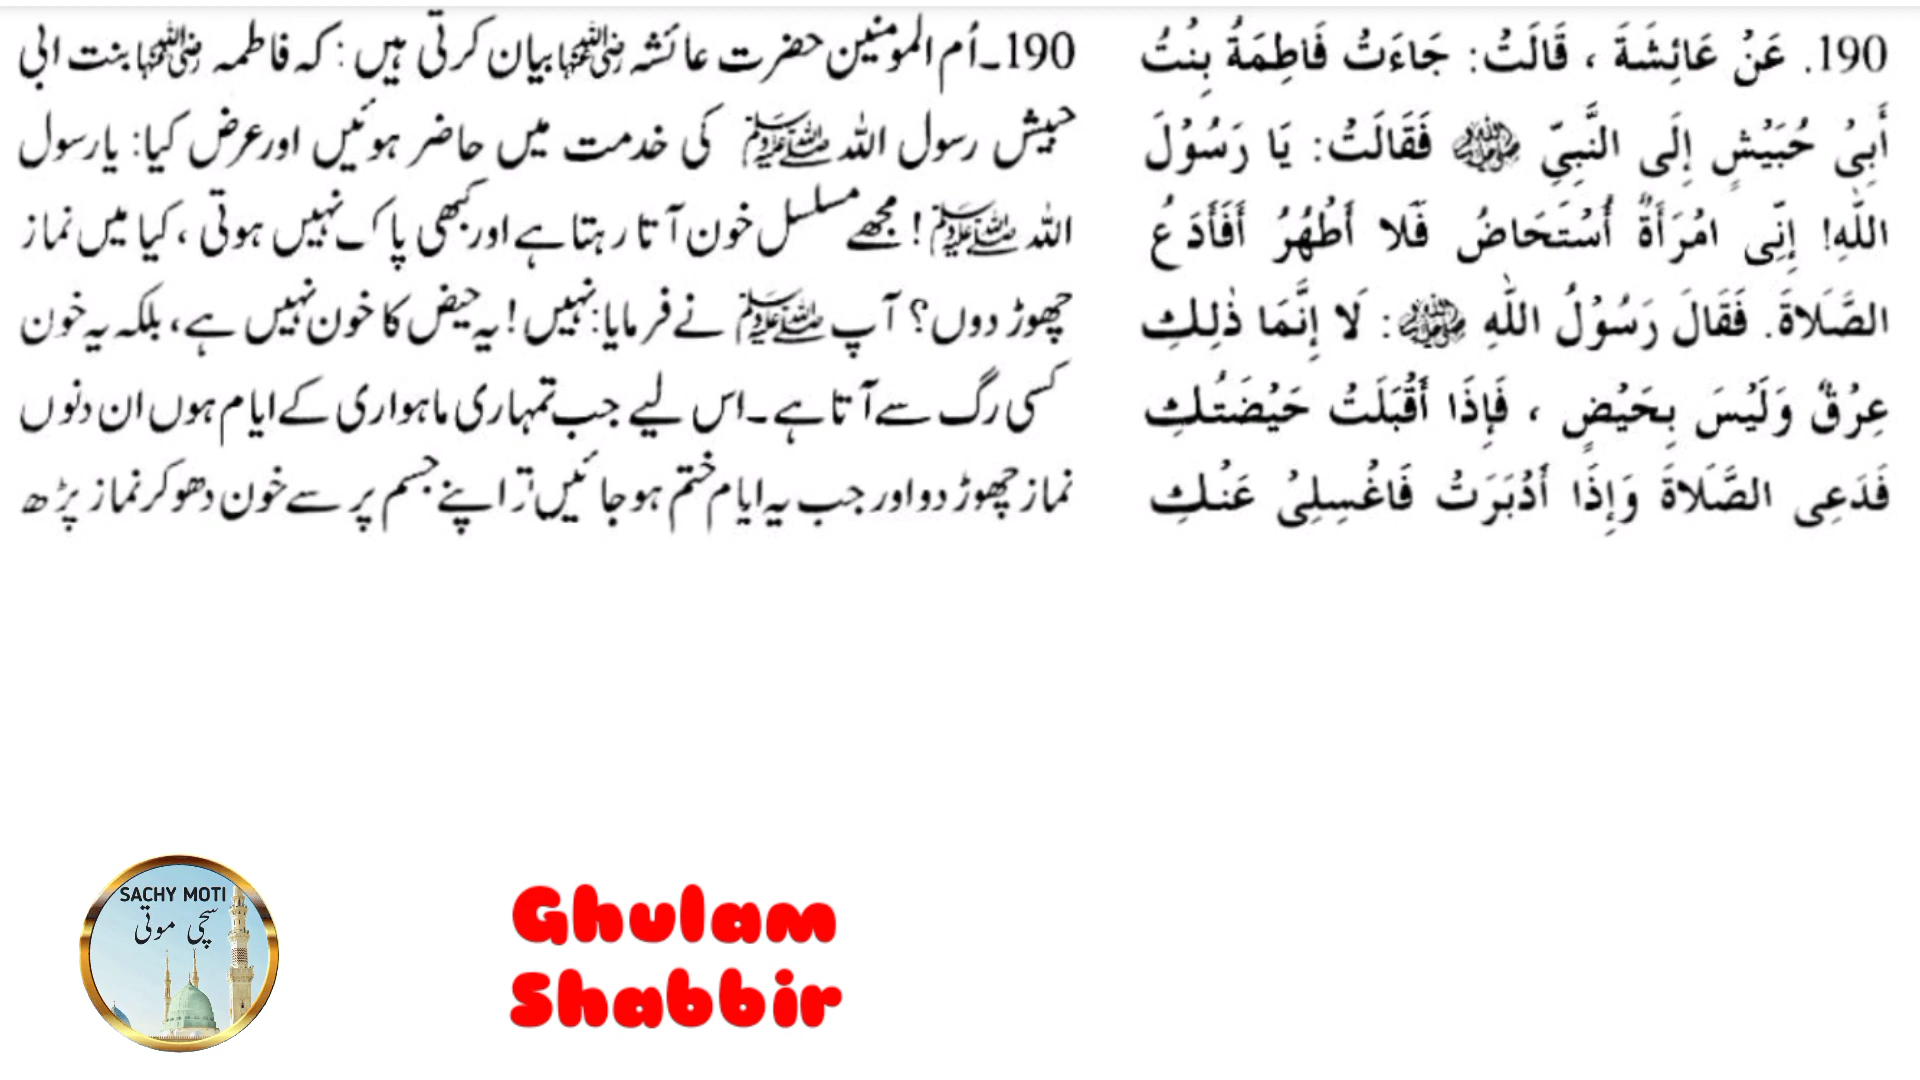 190. عَنْ عَائِشَةَ ، قَالَتْ: جَاءَتْ فَاطِمَةُ بِنْتُ
أَبِيْ حُبَيْشٍ إِلَى النَّبِيِّ ﷺ فَقَالَتْ: يَا رَسُوْلَ
اللّٰهِ! إِنِّى امْرَأَةٌ أُسْتَحَاضُ فَلَا أَطْهُرُ أَفَأَدَعُ
الصَّلَاةَ. فَقَالَ رَسُوْلُ اللّٰهِ ﷺ: لَا إِنَّمَا ذٰلِكِ
عِرْقٌ وَلَيْسَ بِحَيْضٍ ، فَإِذَا أَقْبَلَتْ حَيْضَتُكِ
فَدَعِى الصَّلَاةَ وَإِذَا أَدْبَرَتْ فَاغْسِلِيْ عَنْكِ
190۔اُم المومنین حضرت عائشہ رضی اللہ عنہا بیان کرتی ہیں : کہ فاطمہ رضی اللہ عنہا بنت ابی
حبیش رسول اللہ ﷺ کی خدمت میں حاضر ہوئیں اورعرض کیا: یارسول
اللہ ﷺ ! مجھے مسلسل خون آتا رہتا ہے اور کبھی پاک نہیں ہوتی ، کیا میں نماز
چھوڑ دوں؟ آپ ﷺ نے فرمایا:نہیں! یہ حیض کا خون نہیں ہے، بلکہ یہ خون
کسی رگ سے آتا ہے۔اس لیے جب تمہاری ماہواری کے ایام ہوں ان دنوں
نماز چھوڑ دو اور جب یہ ایام ختم ہو جائیں تو اپنے جسم پر سے خون دھو کر نماز پڑھ
SACHY MOTI
سچی موتی
Ghulam
Shabbir